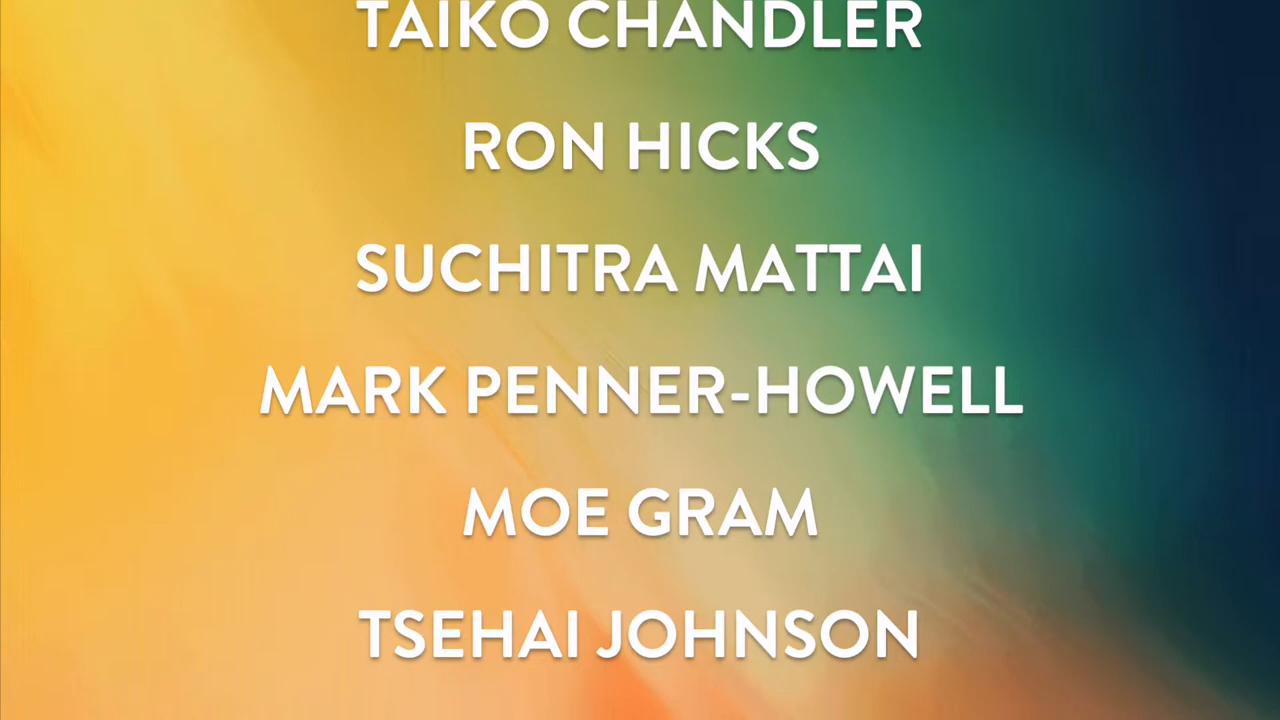 TAIKO CHANDLER
RON HICKS
SUCHITRA MATTAI
MARK PENNER-HOWELL
MOE GRAM
TSEHAI JOHNSON